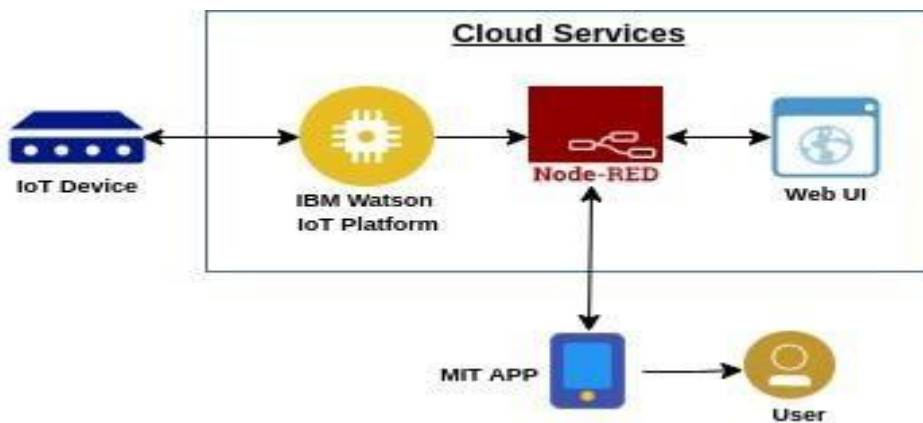 Cloud Services
IoT Device
IBM Watson
IoT Platform
Node-RED
Web UI
MIT APP
User